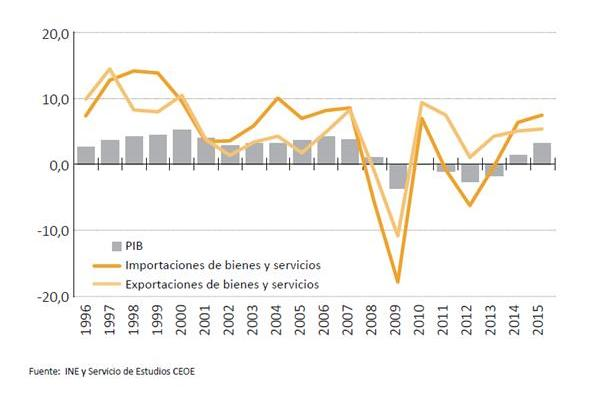 20,0
10,0
0,0
-10,0
-20,0
PIB
Importaciones de bienes y servicios
Exportaciones de bienes y servicios
1996 1997 1998 1999 2000 2001 2002 2003 2004 2005 2006 2007 2008 2009 2010 2011 2012 2013 2014 2015
Fuente: INE y Servicio de Estudios CEOE